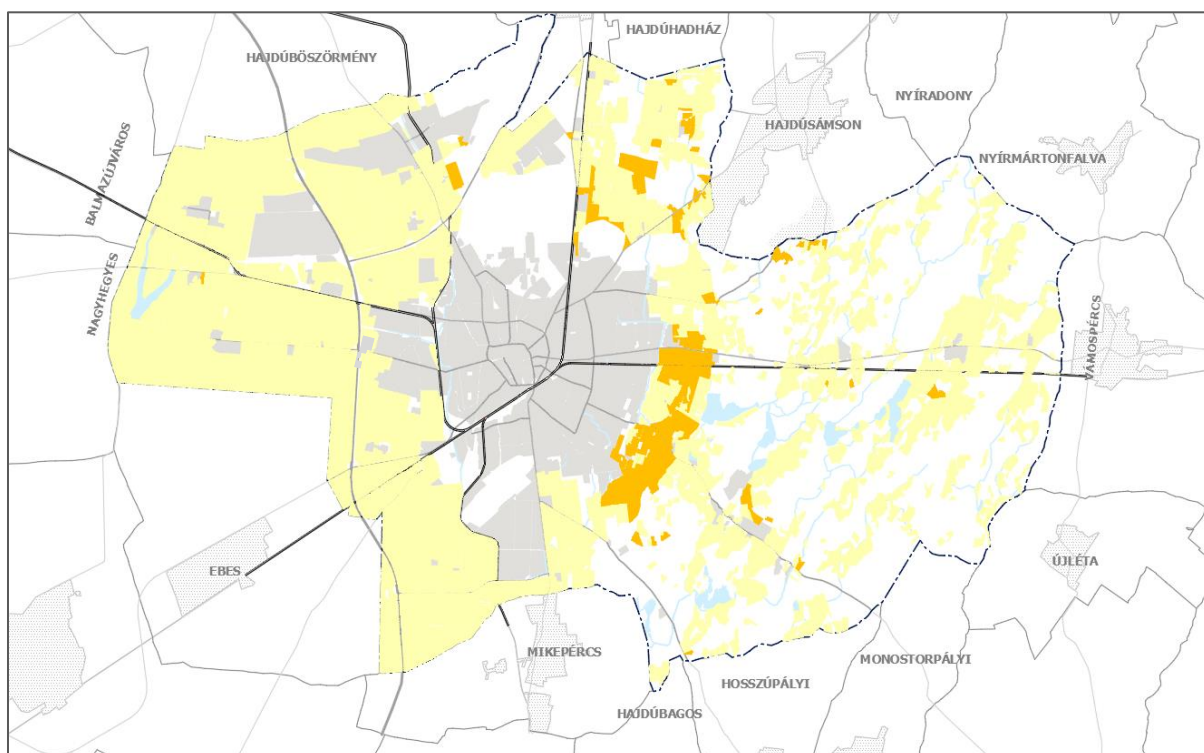 HAJDÚHADHÁZ
HAJDÚBÖSZÖRMÉNY
NYÍRADONY
HAJDÚSÁMSON
NYÍRMÁRTONFALVA
BALMAZÚJVÁROS
NAGYHEGYES
VÁMOSPÉRCS
EBES
ÚJLÉTA
MIKEPÉRCS
MONOSTORPÁLYI
HOSSZÚPÁLYI
HAJDÚBAGOS